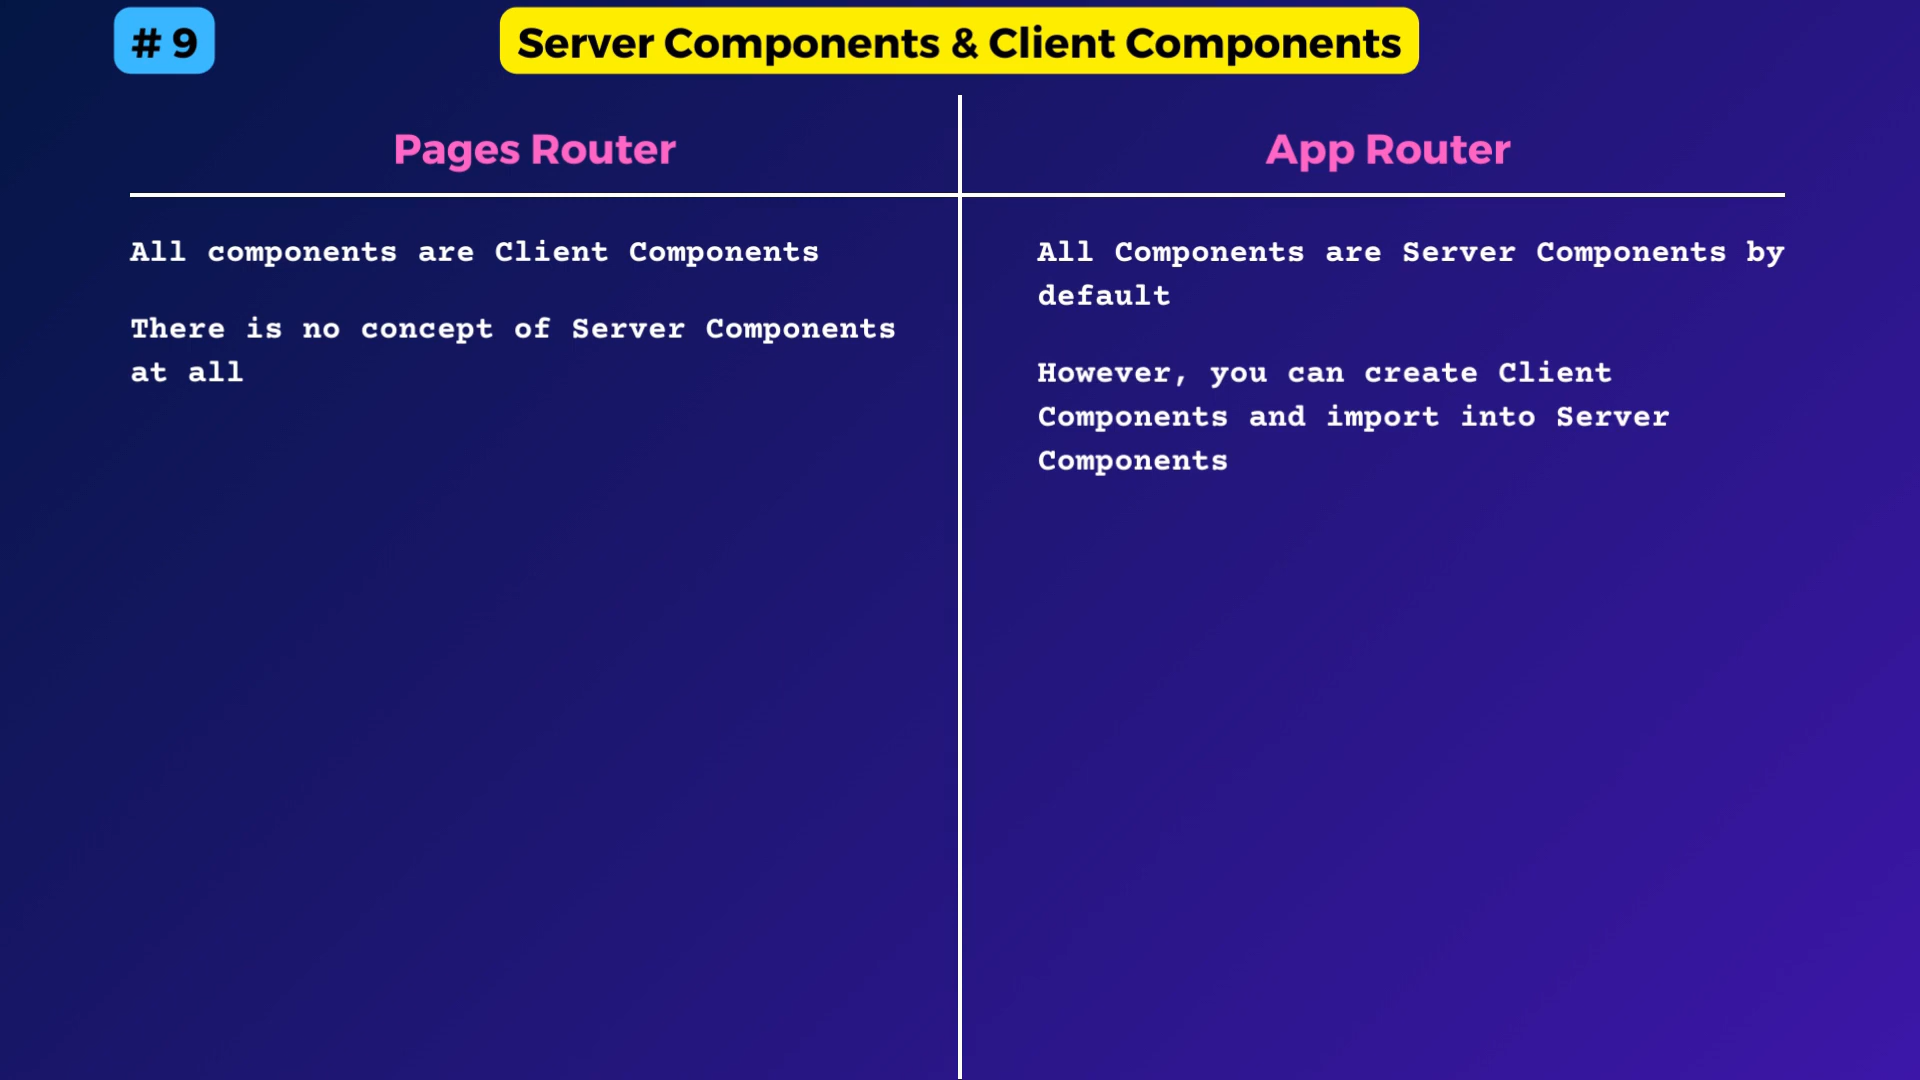 # 9
Server Components & Client Components
Pages Router
All components are Client Components
There is no concept of Server Components
at all
App Router
All Components are Server Components by
default
However, you can create Client
Components and import into Server
Components